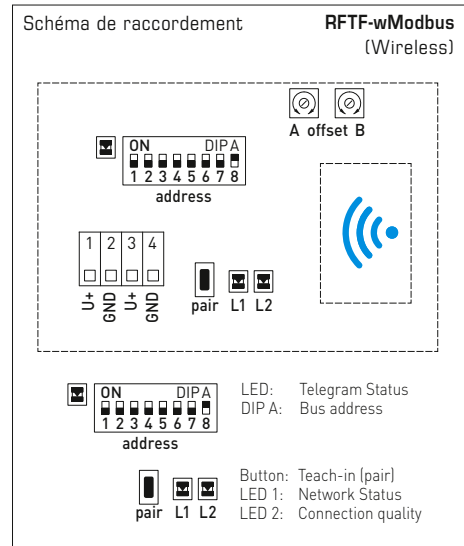 Schéma de raccordement
RFTF-wModbus
(Wireless)
A offset B
ON DIP A
1 2 3 4 5 6 7 8
address
1 2 3 4
U+ GND U+ GND
pair L1 L2
ON DIP A
1 2 3 4 5 6 7 8
address
LED: Telegram Status
DIP A: Bus address
pair L1 L2
Button: Teach-in (pair)
LED 1: Network Status
LED 2: Connection quality